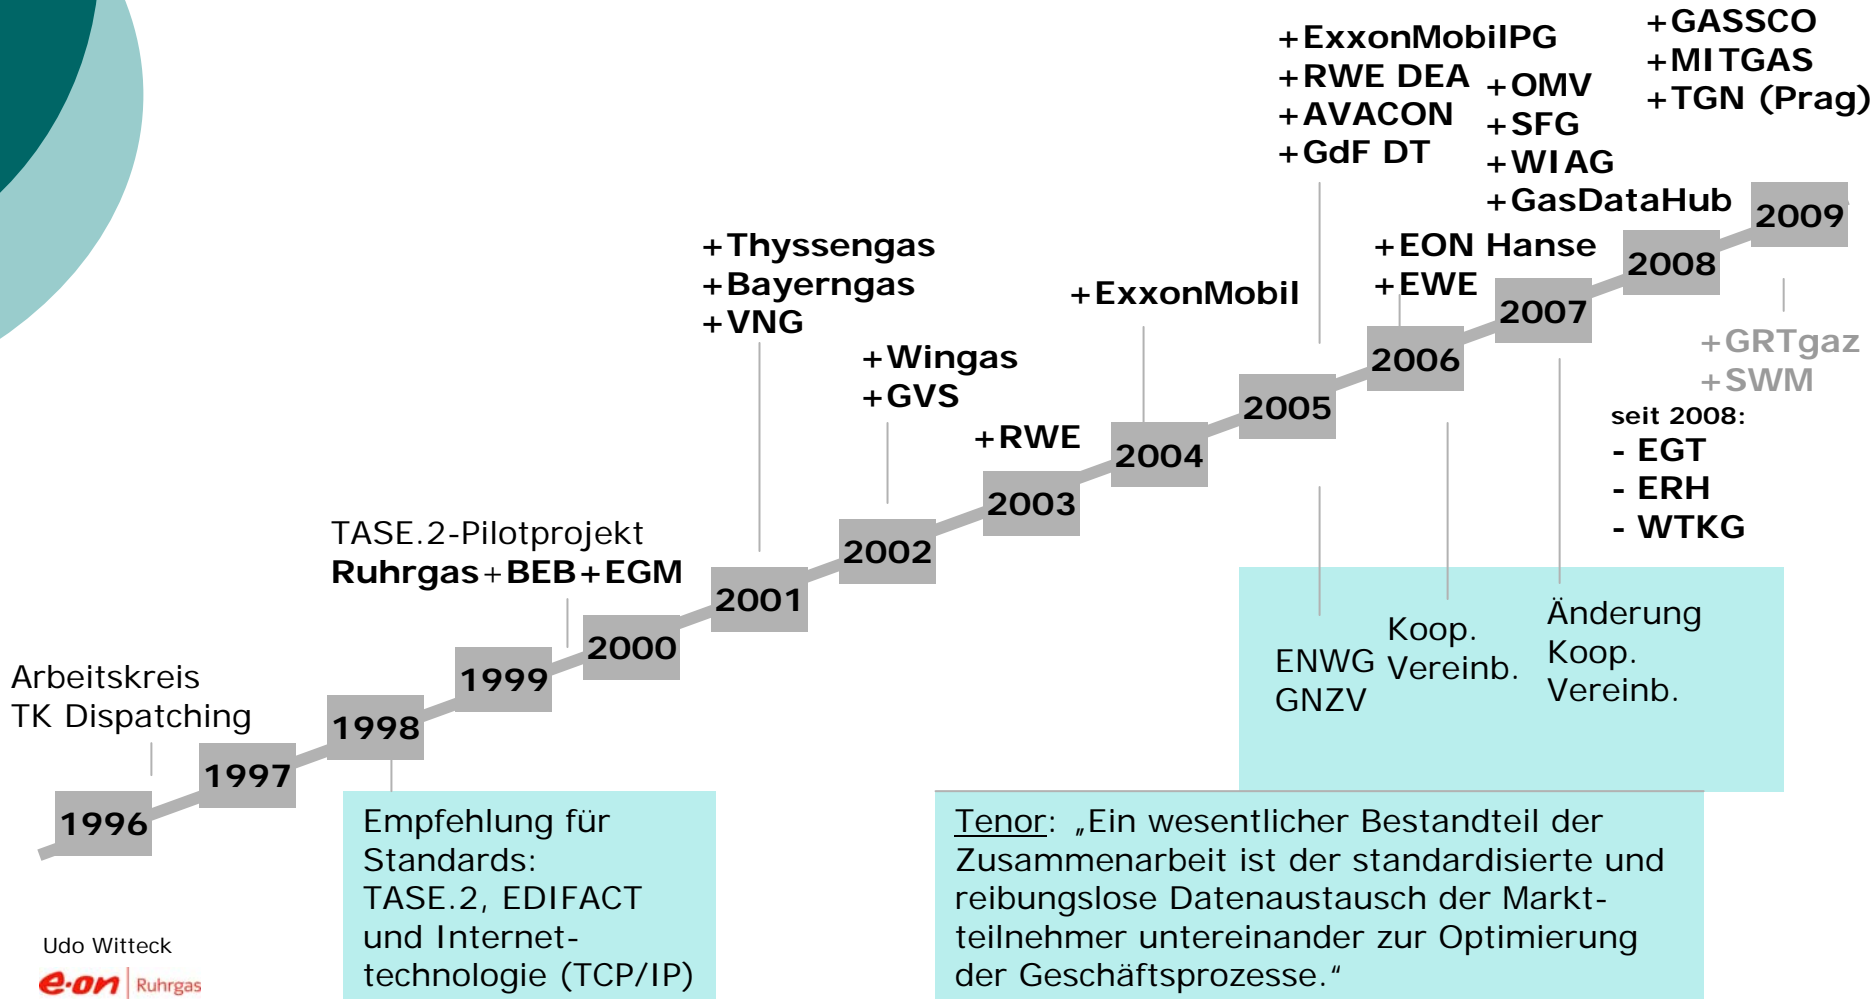 Arbeitskreis
TK Dispatching
1996
1997
1998
Empfehlung für
Standards:
TASE.2, EDIFACT
und Internet-
technologie (TCP/IP)
1999
TASE.2-Pilotprojekt
Ruhrgas+BEB+EGM
2000
+Thyssengas
+Bayerngas
+VNG
2001
+Wingas
+GVS
2002
+RWE
2003
+ExxonMobil
2004
+ExxonMobilPG
+RWE DEA
+AVACON
+GdF DT
2005
ENWG
GNZV
+EON Hanse
+EWE
2006
Koop.
Vereinb.
+OMV
+SFG
+WIAG
+GasDataHub
2007
Änderung
Koop.
Vereinb.
+GASSCO
+MITGAS
+TGN (Prag)
2008
2009
+GRTgaz
+SWM
seit 2008:
- EGT
- ERH
- WTKG
Tenor: „Ein wesentlicher Bestandteil der
Zusammenarbeit ist der standardisierte und
reibungslose Datenaustausch der Markt-
teilnehmer untereinander zur Optimierung
der Geschäftsprozesse.“
Udo Witteck
e·on Ruhrgas